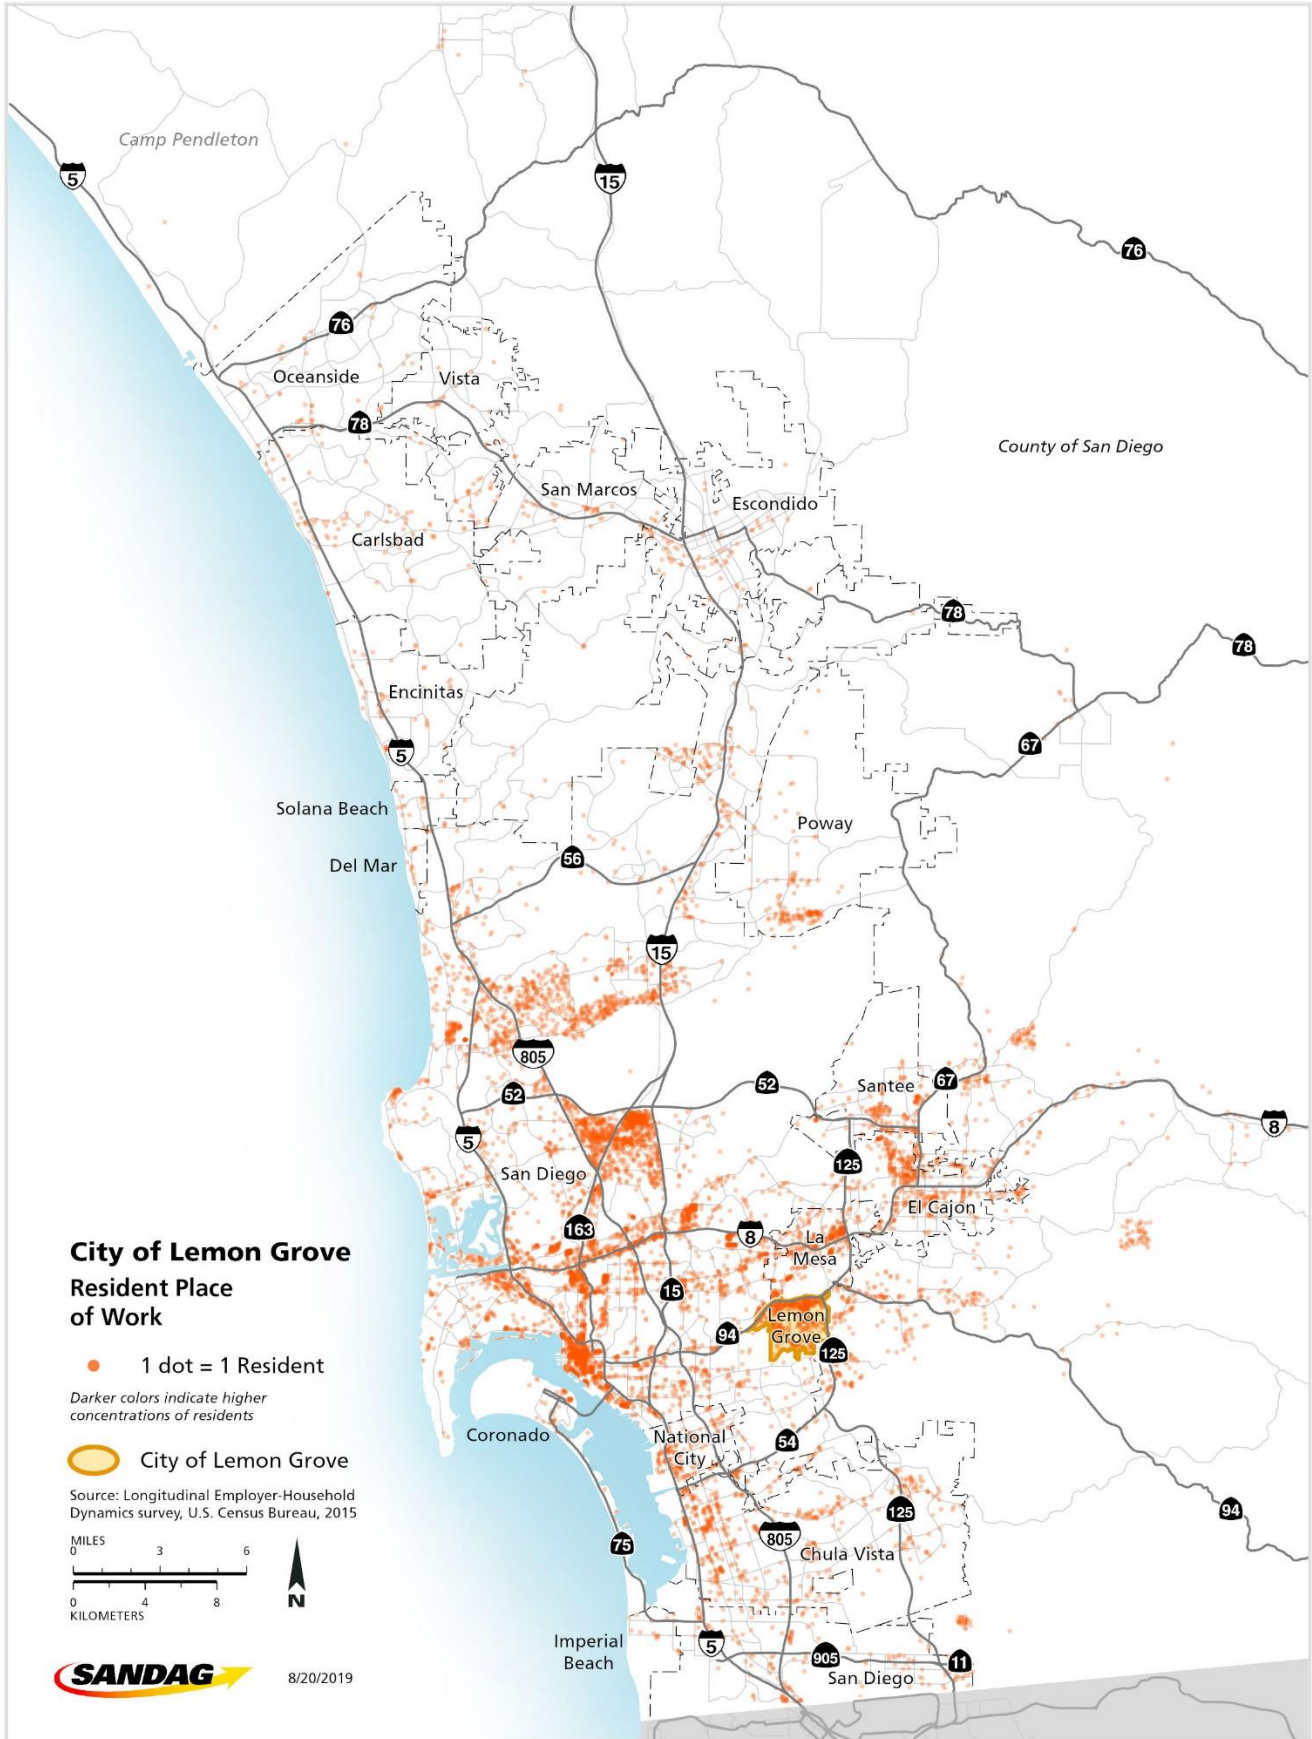 Camp Pendleton
5
15
76
76
Oceanside
Vista
78
County of San Diego
San Marcos
Escondido
Carlsbad
78
78
Encinitas
5
67
Solana Beach
Poway
Del Mar
56
15
805
52
52
Santee
67
5
8
125
San Diego
El Cajon
163
8
La
Mesa
15
Lemon
Grove
94
125
Coronado
National
City
54
125
94
75
805
Chula Vista
Imperial
Beach
5
905
11
San Diego
City of Lemon Grove
Resident Place
of Work
1 dot = 1 Resident
Darker colors indicate higher
concentrations of residents
City of Lemon Grove
Source: Longitudinal Employer-Household
Dynamics survey, U.S. Census Bureau, 2015
MILES
0 3 6
0 4 8
KILOMETERS
N
SANDAG
8/20/2019